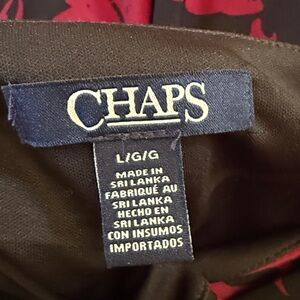 CHAPS
L/G/G
MADE IN
SRI LANKA
FABRIQUÉ AU
SRI LANKA
HECHO EN
SRI LANKA
CON INSUMOS
IMPORTADOS